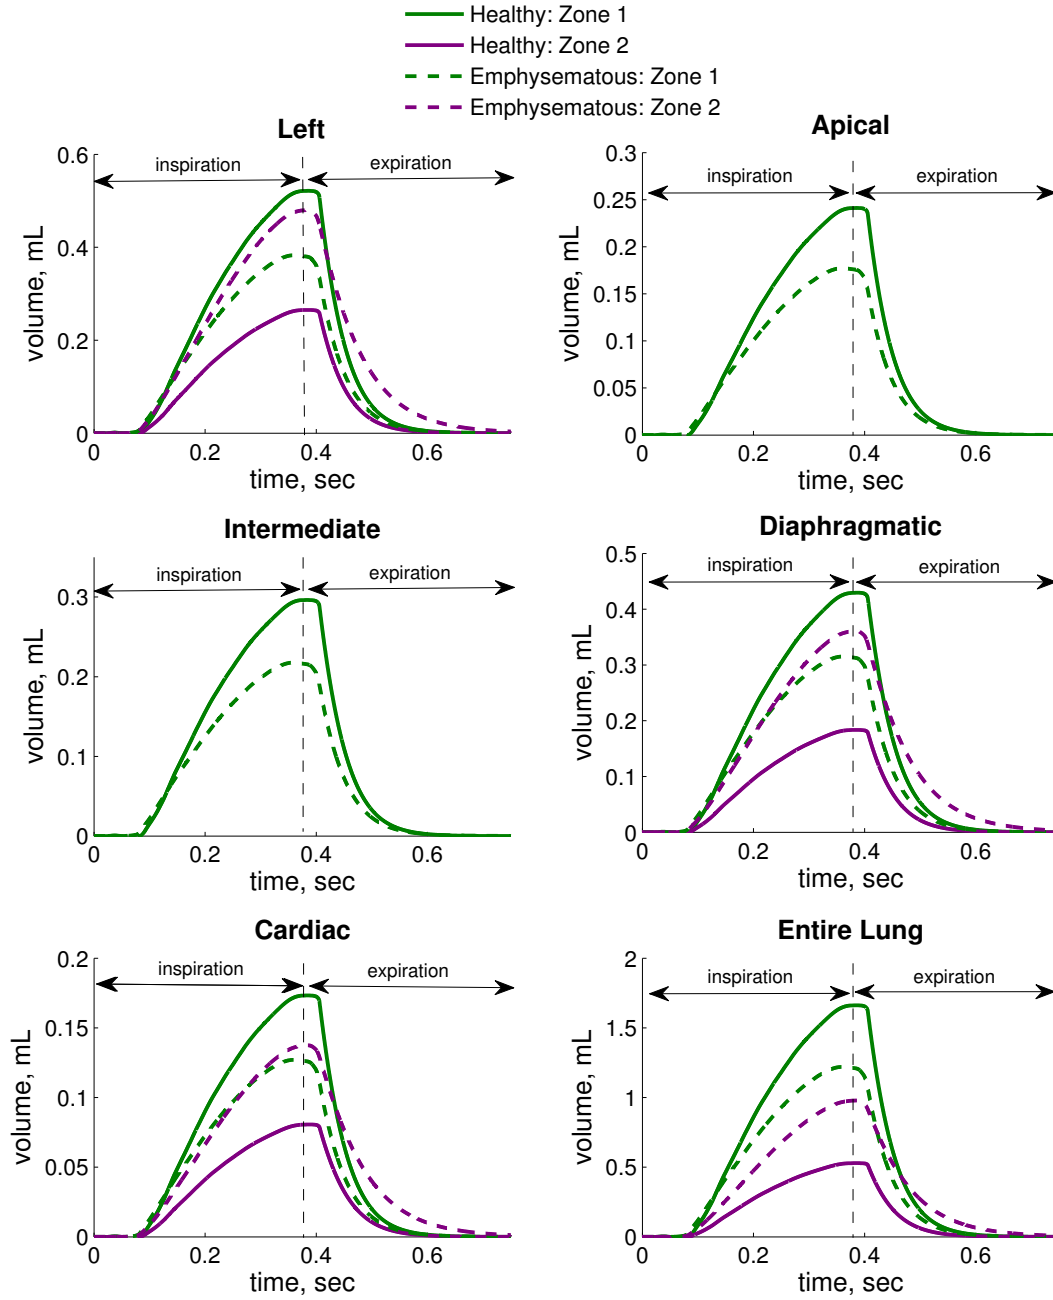 Healthy: Zone 1
Healthy: Zone 2
Emphysematous: Zone 1
Emphysematous: Zone 2
Left
inspiration
expiration
0.6
0.4
0.2
0
volume, mL
0 0.2 0.4 0.6
time, sec
Apical
inspiration
expiration
0.3
0.25
0.2
0.15
0.1
0.05
0
volume, mL
0 0.2 0.4 0.6
time, sec
Intermediate
inspiration
expiration
0.3
0.2
0.1
0
volume, mL
0 0.2 0.4 0.6
time, sec
Diaphragmatic
inspiration
expiration
0.5
0.4
0.3
0.2
0.1
0
volume, mL
0 0.2 0.4 0.6
time, sec
Cardiac
inspiration
expiration
0.2
0.15
0.1
0.05
0
volume, mL
0 0.2 0.4 0.6
time, sec
Entire Lung
inspiration
expiration
2
1.5
1
0.5
0
volume, mL
0 0.2 0.4 0.6
time, sec